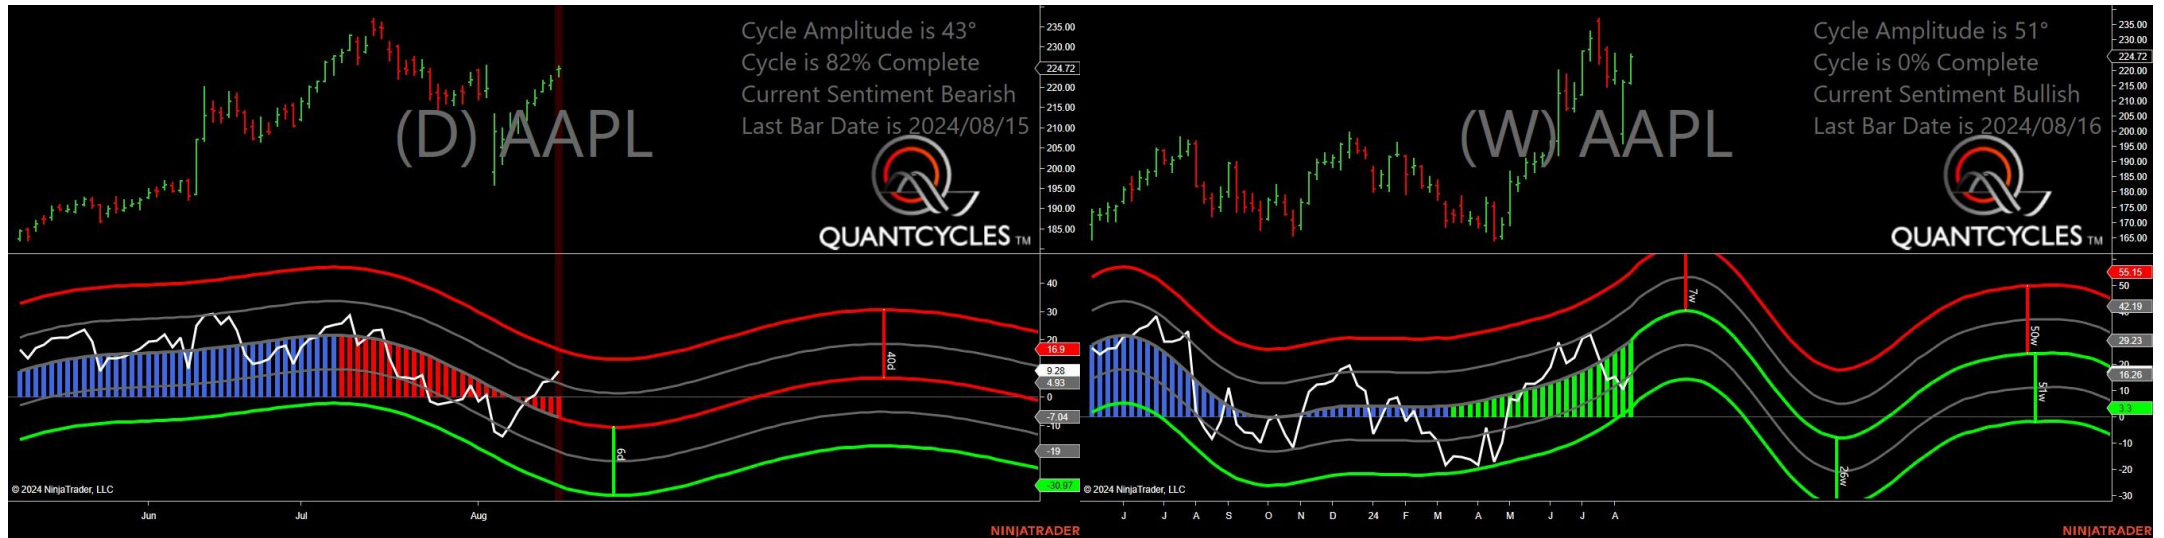 Cycle Amplitude is 43°
Cycle is 82% Complete
Current Sentiment Bearish
Last Bar Date is 2024/08/15
(D) AAPL
QUANTCYCLES TM
235.00
230.00
224.72
220.00
215.00
210.00
205.00
200.00
195.00
190.00
185.00
40
30
20
16.9
9.28
4.93
0
-7.04
-10
-19
-30.97
40d
6d
© 2024 NinjaTrader, LLC
Jun Jul Aug
NINJATRADER
Cycle Amplitude is 51°
Cycle is 0% Complete
Current Sentiment Bullish
Last Bar Date is 2024/08/16
(W) AAPL
QUANTCYCLES TM
235.00
230.00
224.72
220.00
215.00
210.00
205.00
200.00
195.00
190.00
185.00
180.00
175.00
170.00
165.00
55.15
50
42.19
40
29.23
20
16.26
10
3.3
0
-10
-20
-30
7w
50w
51w
26w
© 2024 NinjaTrader, LLC
J J A S O N D 24 F M A M J J A
NINJATRADER